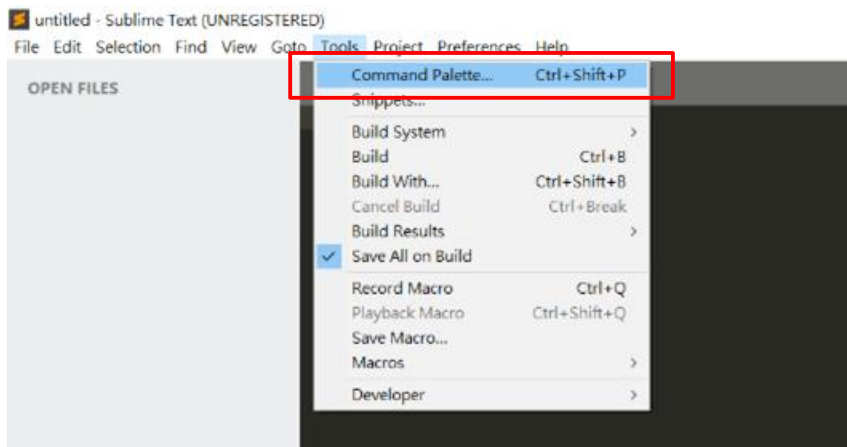 untitled - Sublime Text (UNREGISTERED)
File Edit Selection Find View Goto Tools Project Preferences Help
OPEN FILES
Command Palette... Ctrl+Shift+P
Snippets...
Build System
Build Ctrl+B
Build With... Ctrl+Shift+B
Cancel Build Ctrl+Break
Build Results
Save All on Build
Record Macro Ctrl+Q
Playback Macro Ctrl+Shift+Q
Save Macro...
Macros
Developer